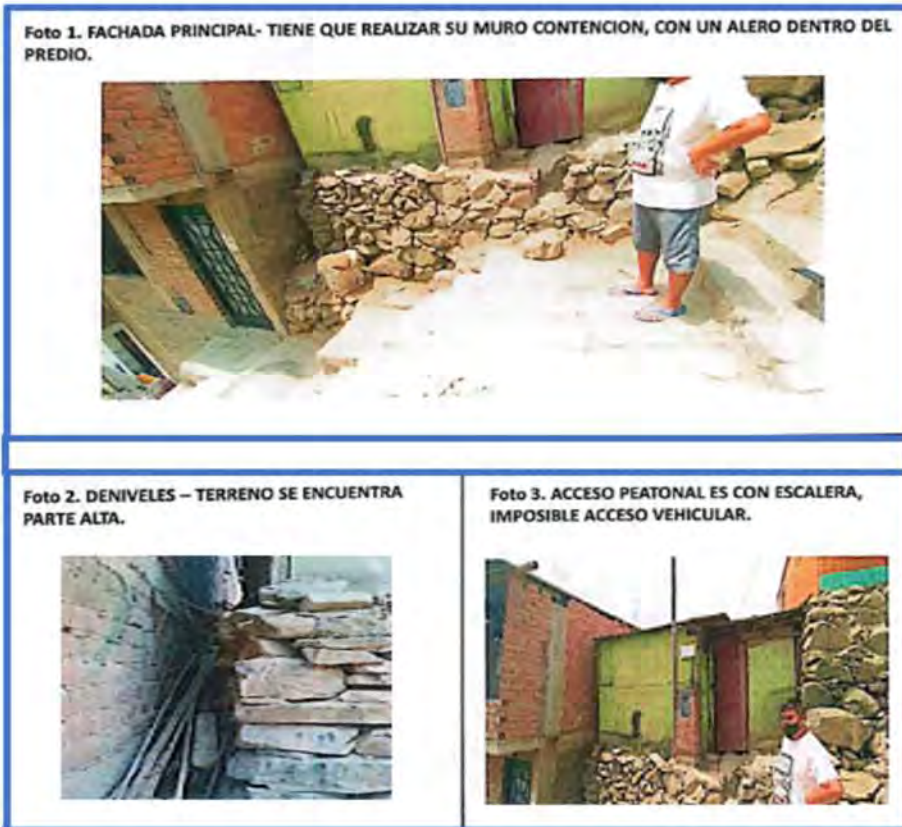 Foto 1. FACHADA PRINCIPAL- TIENE QUE REALIZAR SU MURO CONTENCION, CON UN ALERO DENTRO DEL
PREDIO.
Foto 2. DENIVELES – TERRENO SE ENCUENTRA
PARTE ALTA.
Foto 3. ACCESO PEATONAL ES CON ESCALERA,
IMPOSIBLE ACCESO VEHICULAR.